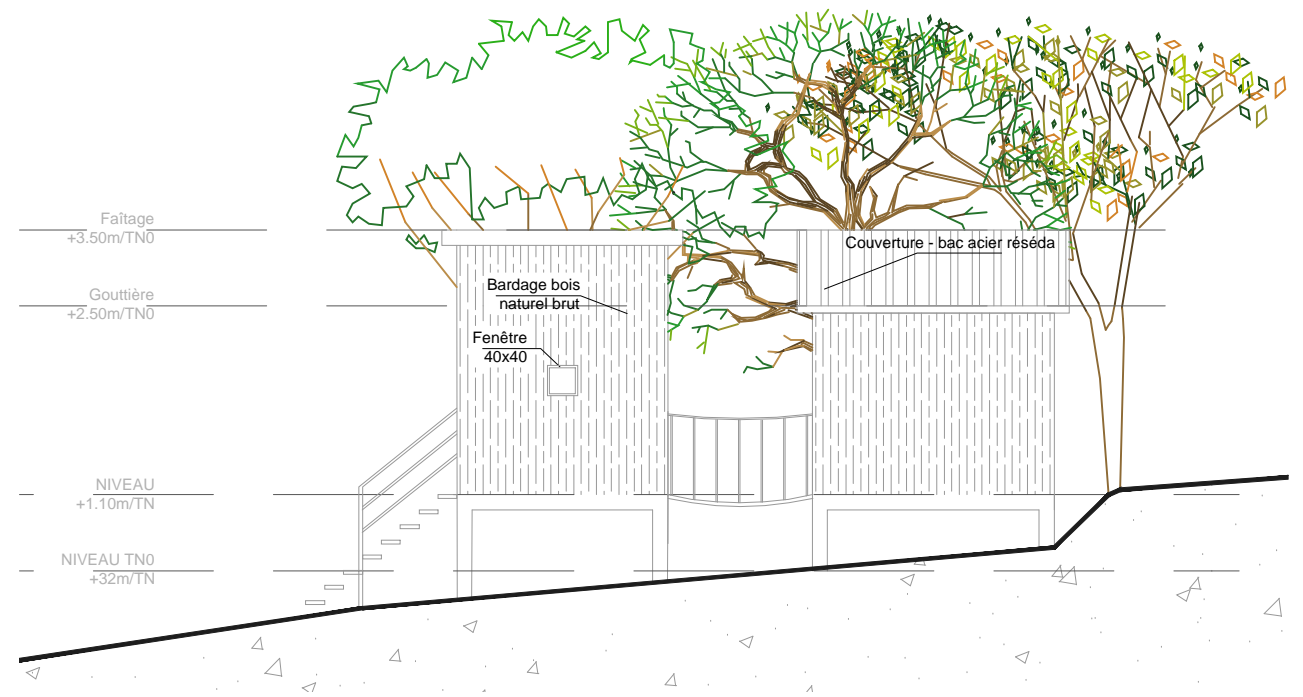 Faîtage
+3.50m/TN0
Couverture - bac acier réséda
Bardage bois
naturel brut
Gouttière
+2.50m/TN0
Fenêtre
40x40
NIVEAU
+1.10m/TN
NIVEAU TN0
+32m/TN